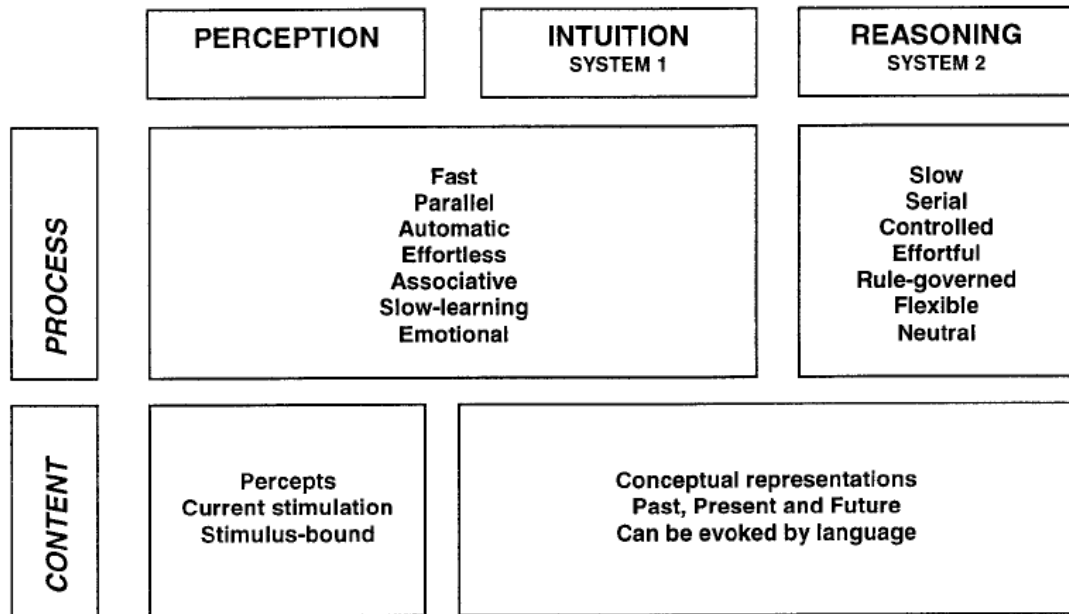 PERCEPTION
INTUITION
SYSTEM 1
REASONING
SYSTEM 2
PROCESS
Fast
Parallel
Automatic
Effortless
Associative
Slow-learning
Emotional
Slow
Serial
Controlled
Effortful
Rule-governed
Flexible
Neutral
CONTENT
Percepts
Current stimulation
Stimulus-bound
Conceptual representations
Past, Present and Future
Can be evoked by language